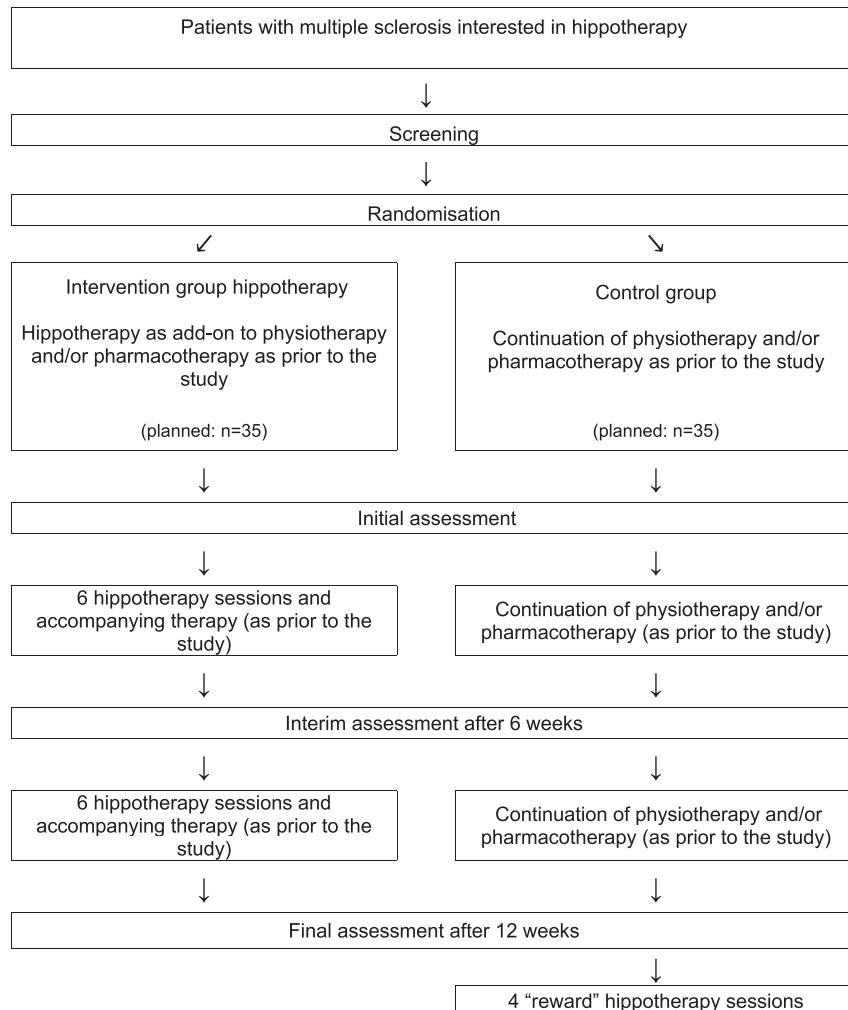 Patients with multiple sclerosis interested in hippotherapy
↓
Screening
↓
Randomisation
↙ ↘
Intervention group hippotherapy
Hippotherapy as add-on to physiotherapy
and/or pharmacotherapy as prior to the
study
(planned: n=35)
Control group
Continuation of physiotherapy and/or
pharmacotherapy as prior to the study
(planned: n=35)
↓ ↓
Initial assessment
↓ ↓
6 hippotherapy sessions and
accompanying therapy (as prior to the
study)
Continuation of physiotherapy and/or
pharmacotherapy (as prior to the study)
↓ ↓
Interim assessment after 6 weeks
↓ ↓
6 hippotherapy sessions and
accompanying therapy (as prior to the
study)
Continuation of physiotherapy and/or
pharmacotherapy (as prior to the study)
↓ ↓
Final assessment after 12 weeks
↓
4 “reward” hippotherapy sessions